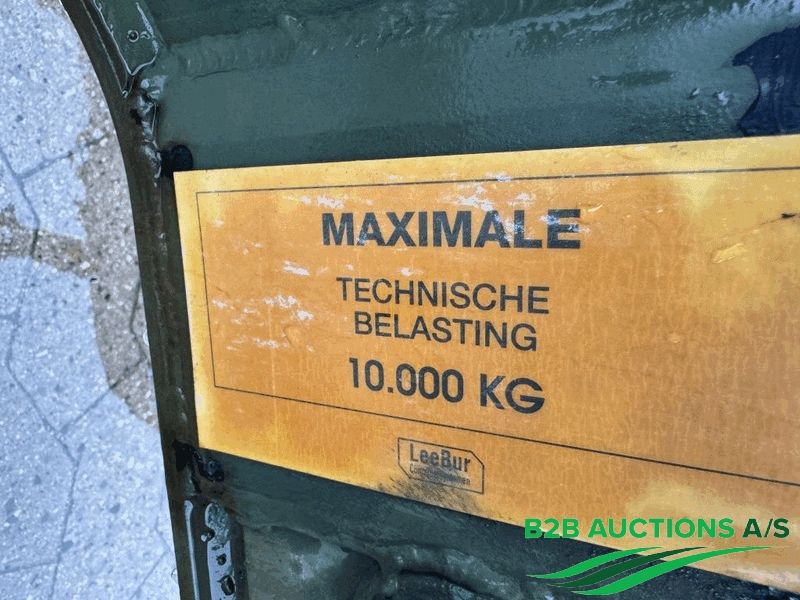 MAXIMALE
TECHNISCHE
BELASTING
10.000 KG
LeeBur
B2B AUCTIONS A/S